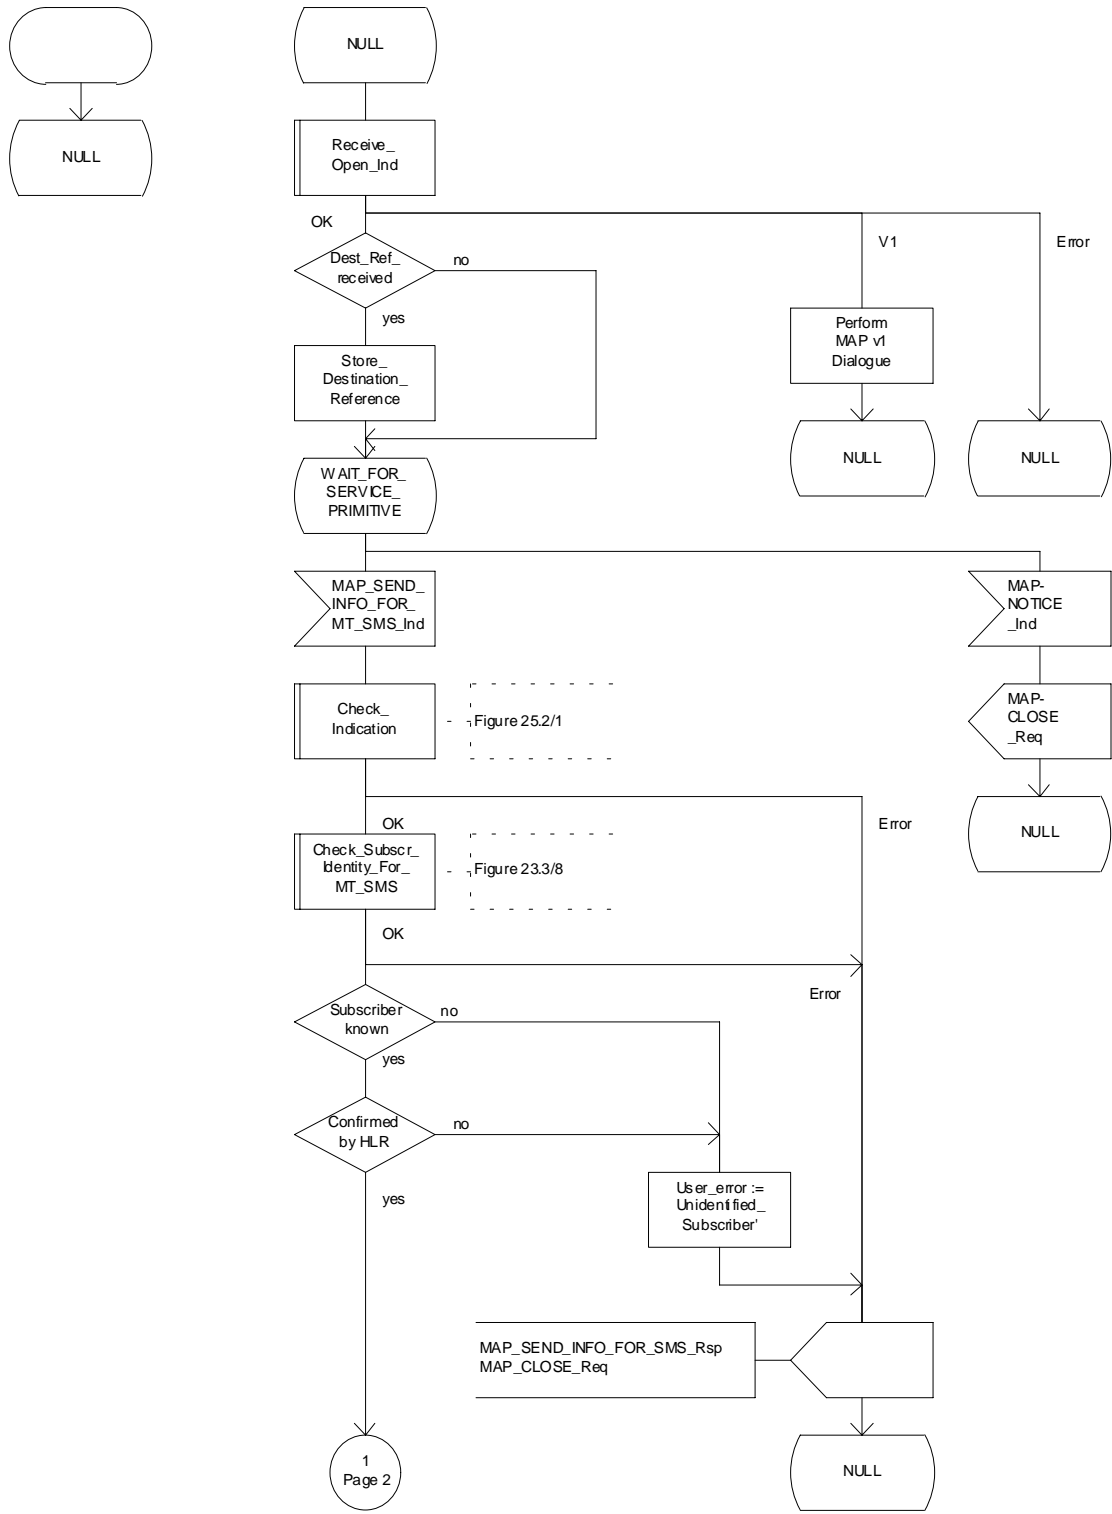 NULL
NULL
Receive_
Open_Ind
OK
V1
Error
Dest_Ref_
received
no
yes
Perform
MAP v1
Dialogue
Store_
Destination_
Reference
NULL
NULL
WAIT_FOR_
SERVICE_
PRIMITIVE
MAP_SEND_
INFO_FOR_
MT_SMS_Ind
MAP-
NOTICE
_Ind
Check_
Indication
Figure 25.2/1
MAP-
CLOSE
_Req
OK
Error
NULL
Check_Subscr_
Identity_For_
MT_SMS
Figure 23.3/8
OK
Error
Subscriber
known
no
yes
Confirmed
by HLR
no
yes
User_error :=
Unidentified_
Subscriber'
MAP_SEND_INFO_FOR_SMS_Rsp
MAP_CLOSE_Req
1
Page 2
NULL